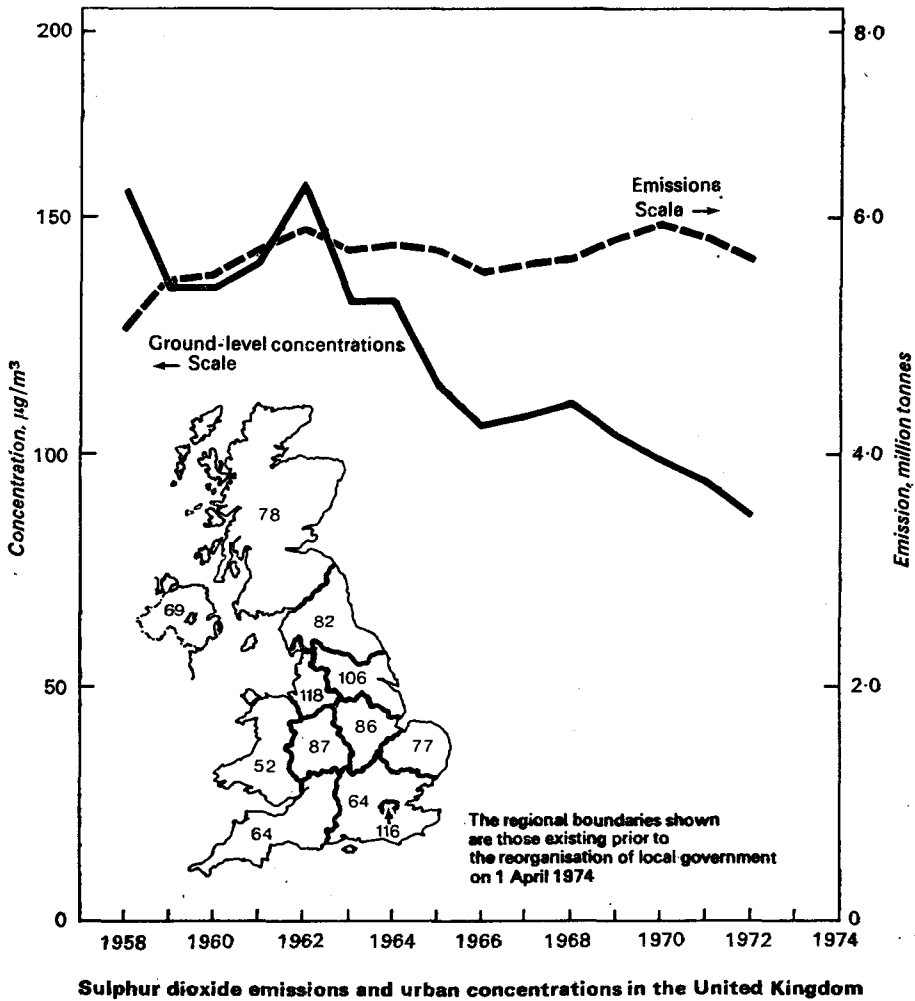 200
150
100
50
0
Concentration, µg/m³
8·0
6·0
4·0
2·0
0
Emission, million tonnes
Emissions
Scale →
Ground-level concentrations
← Scale
78
69
82
106
118
86
87
77
52
64
64
116
The regional boundaries shown
are those existing prior to
the reorganisation of local government
on 1 April 1974
1958 1960 1962 1964 1966 1968 1970 1972 1974
Sulphur dioxide emissions and urban concentrations in the United Kingdom